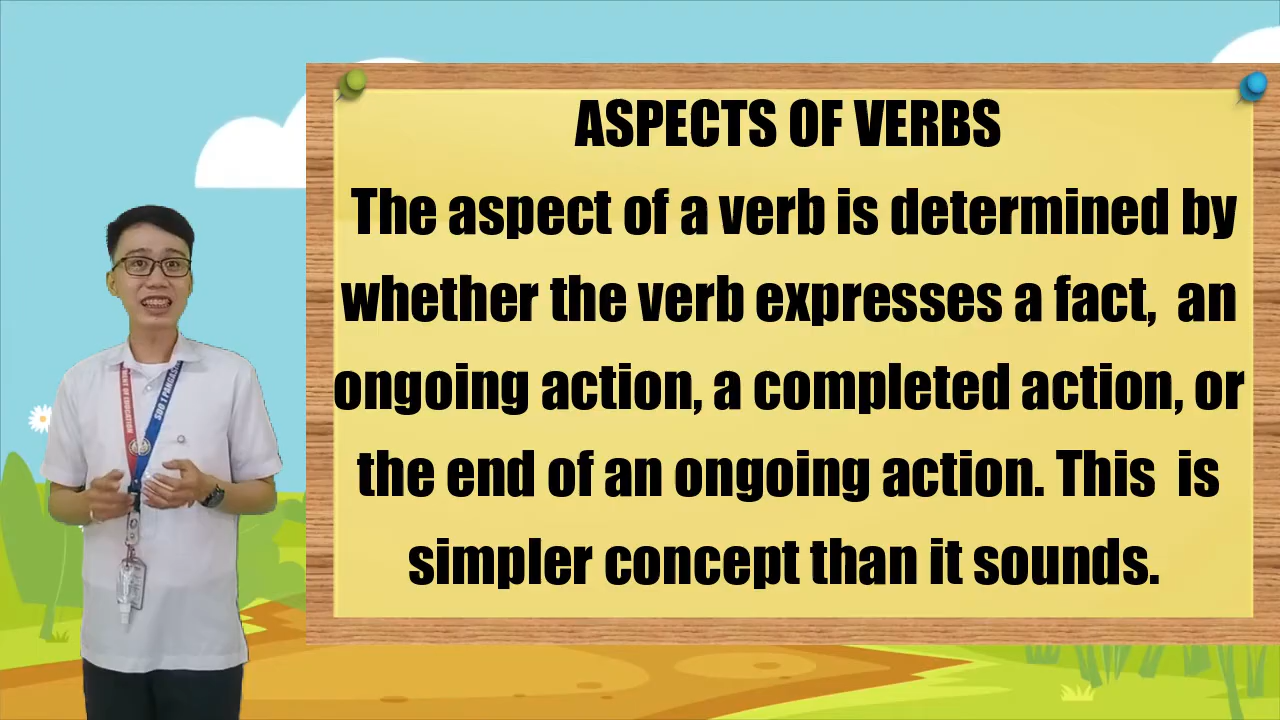 ASPECTS OF VERBS
The aspect of a verb is determined by
whether the verb expresses a fact, an
ongoing action, a completed action, or
the end of an ongoing action. This is
simpler concept than it sounds.